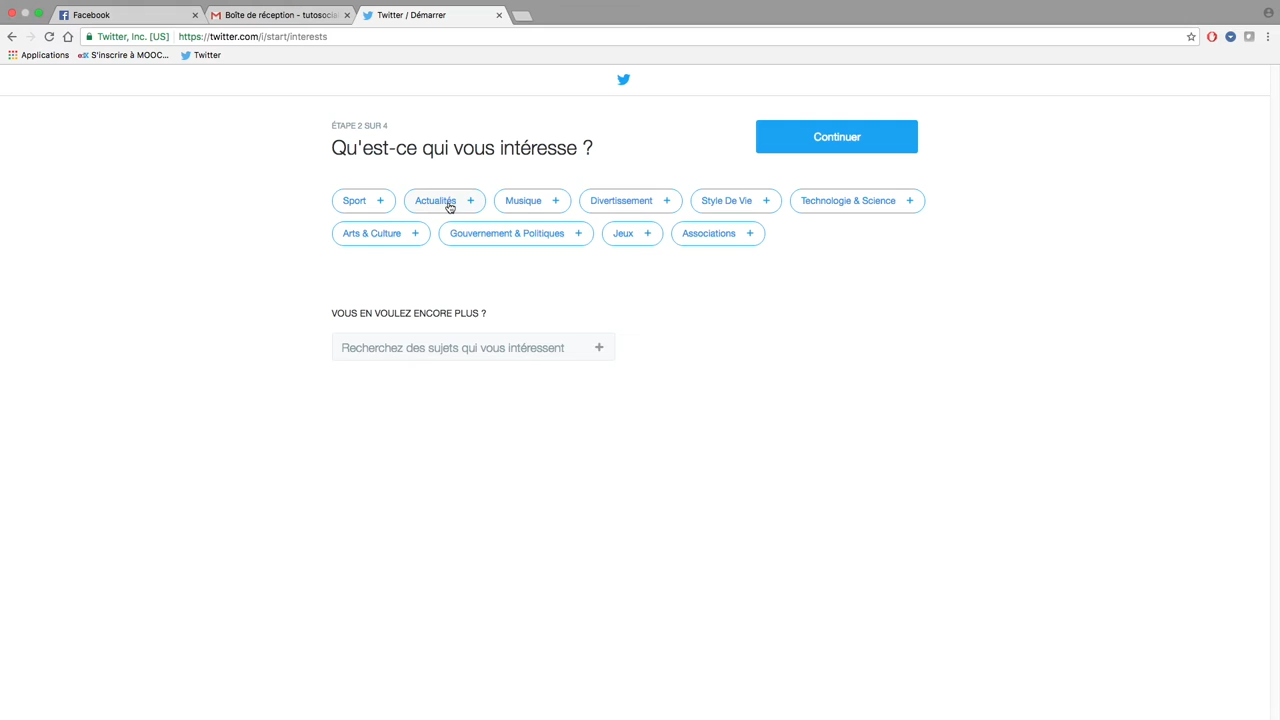 Facebook
Boîte de réception - tutosocia
Twitter / Démarrer
Twitter, Inc. [US]
https://twitter.com/i/start/interests
Applications
S'inscrire à MOOC...
Twitter
ÉTAPE 2 SUR 4
Qu'est-ce qui vous intéresse ?
Continuer
Sport +
Actualités +
Musique +
Divertissement +
Style De Vie +
Technologie & Science +
Arts & Culture +
Gouvernement & Politiques +
Jeux +
Associations +
VOUS EN VOULEZ ENCORE PLUS ?
Recherchez des sujets qui vous intéressent +